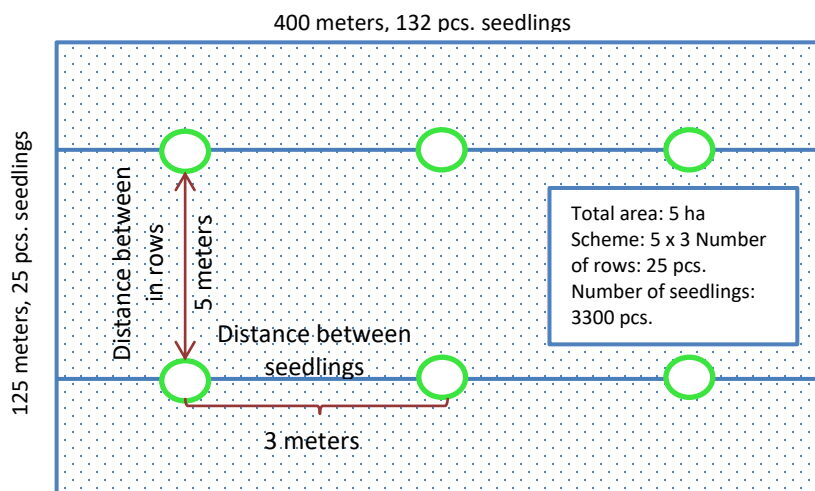 400 meters, 132 pcs. seedlings
125 meters, 25 pcs. seedlings
Distance between
in rows
5 meters
Total area: 5 ha
Scheme: 5 x 3 Number
of rows: 25 pcs.
Number of seedlings:
3300 pcs.
Distance between
seedlings
3 meters